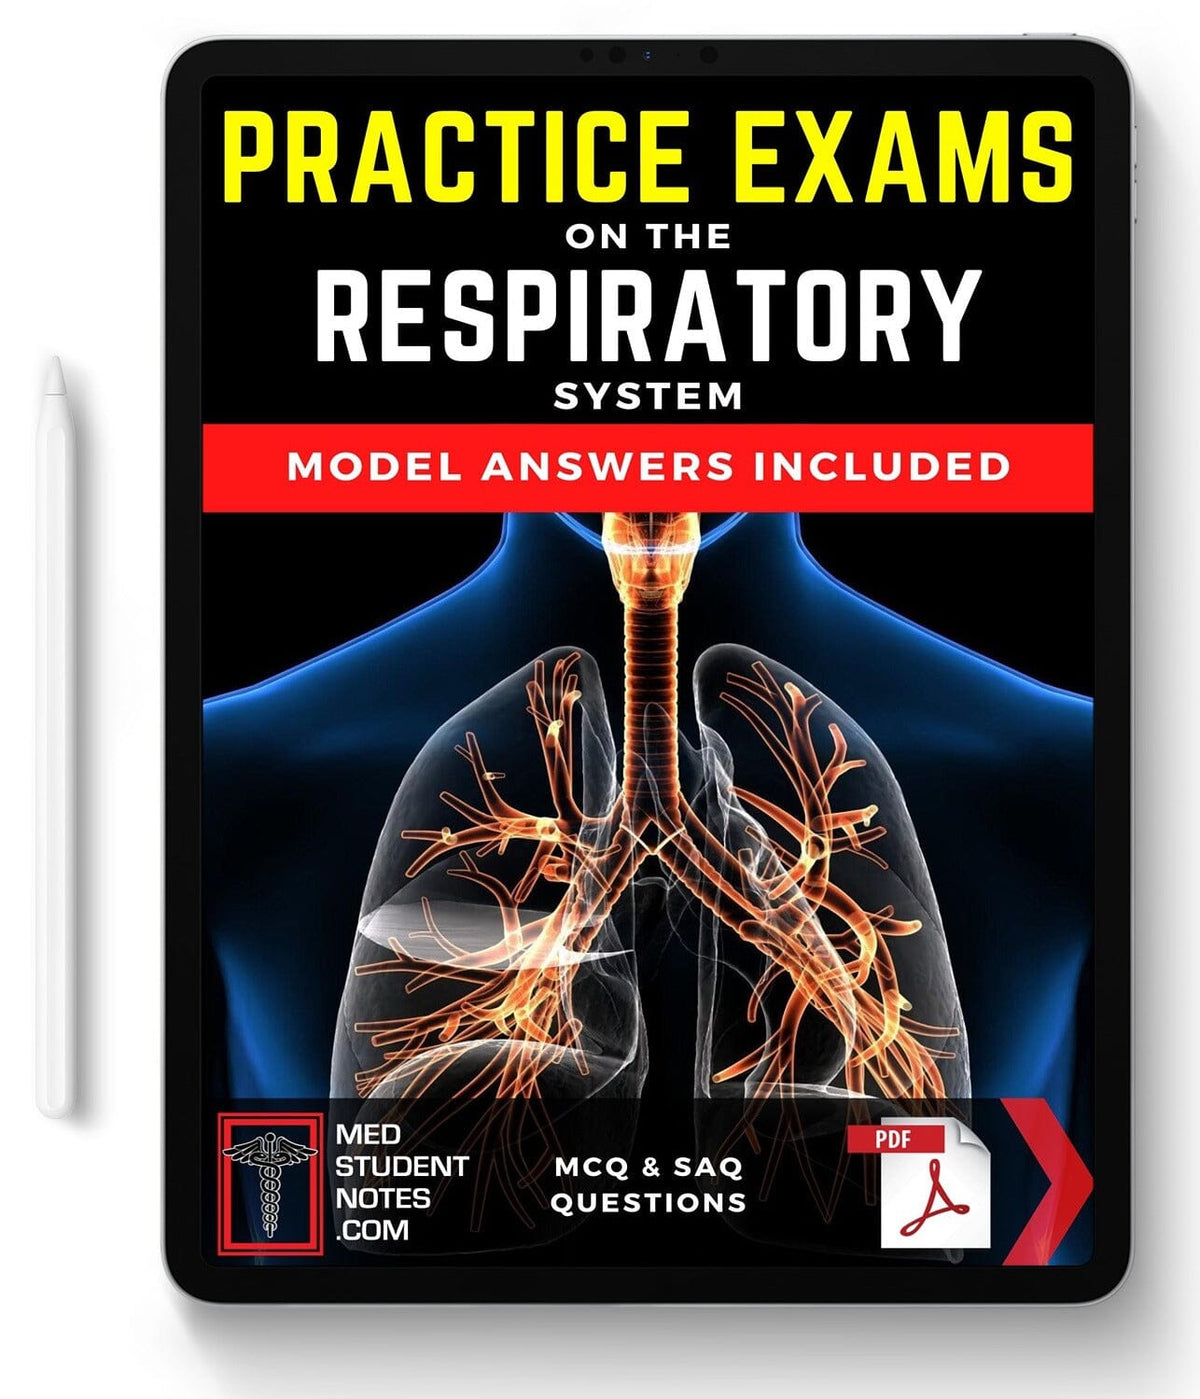 PRACTICE EXAMS
ON THE
RESPIRATORY
SYSTEM
MODEL ANSWERS INCLUDED
MED
STUDENT
NOTES
.COM
MCQ & SAQ
QUESTIONS
PDF